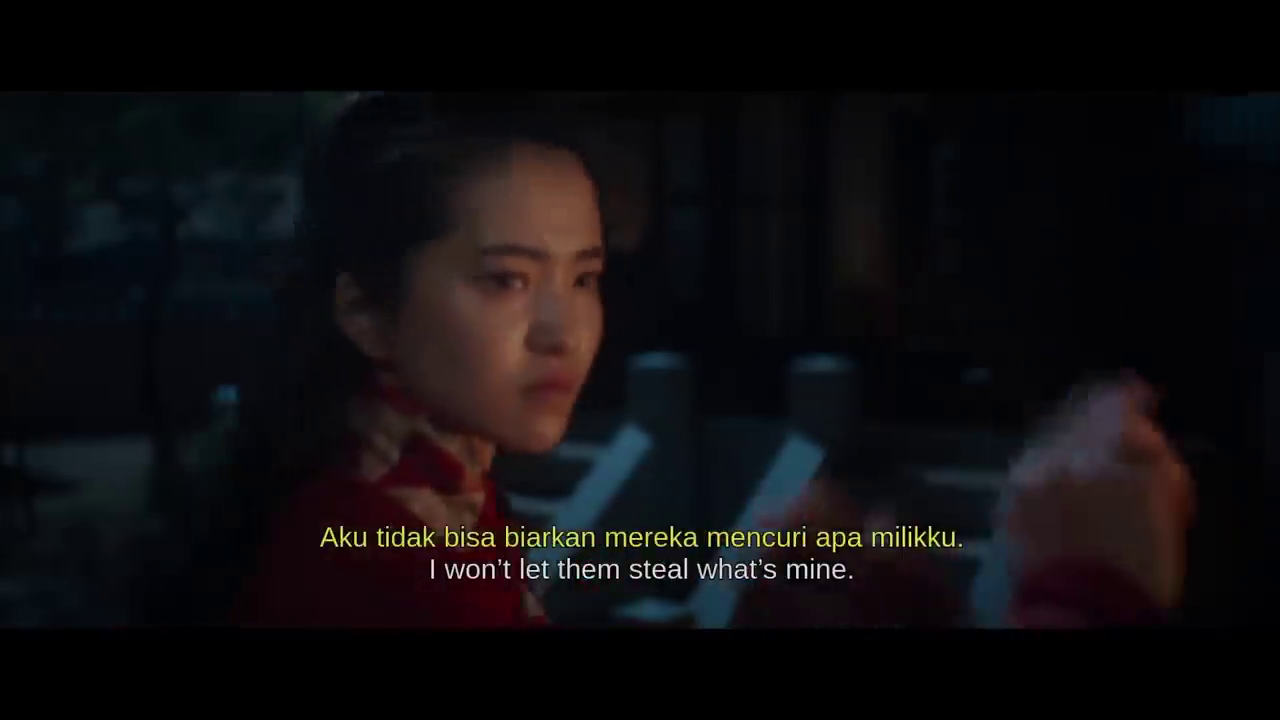 Aku tidak bisa biarkan mereka mencuri apa milikku.
I won’t let them steal what’s mine.